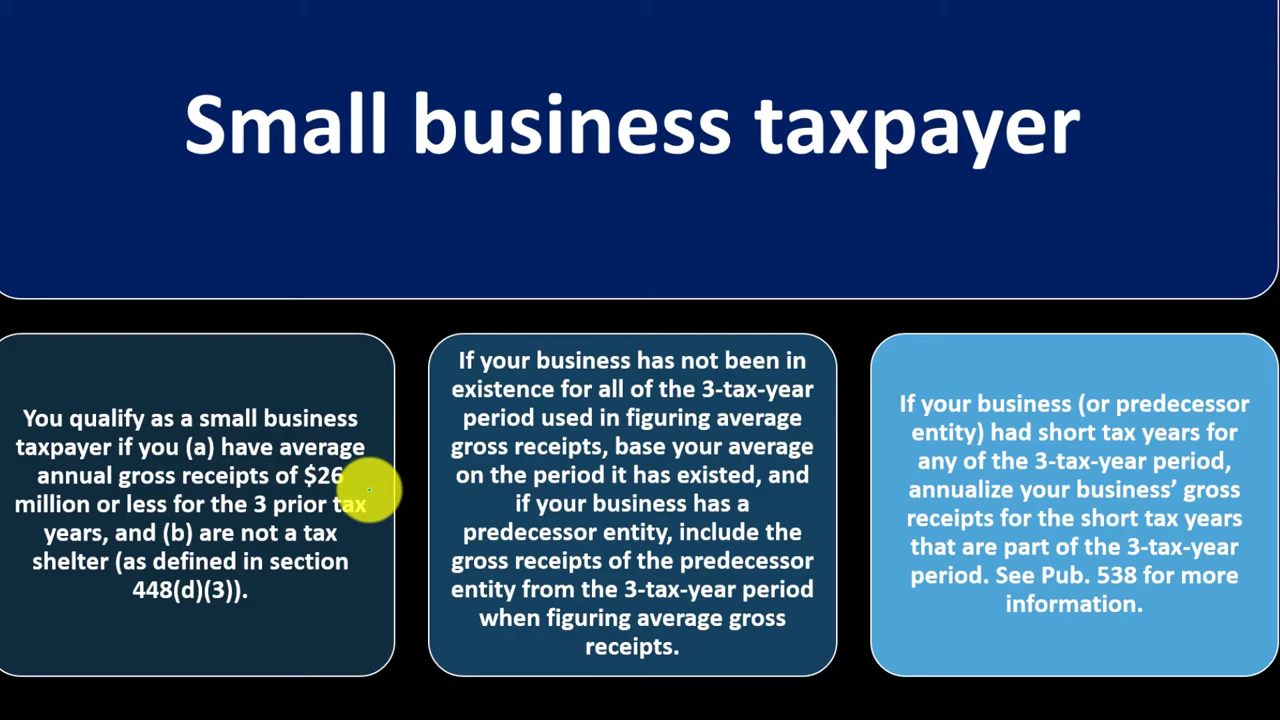 Small business taxpayer
You qualify as a small business
taxpayer if you (a) have average
annual gross receipts of $26
million or less for the 3 prior tax
years, and (b) are not a tax
shelter (as defined in section
448(d)(3)).
If your business has not been in
existence for all of the 3-tax-year
period used in figuring average
gross receipts, base your average
on the period it has existed, and
if your business has a
predecessor entity, include the
gross receipts of the predecessor
entity from the 3-tax-year period
when figuring average gross
receipts.
If your business (or predecessor
entity) had short tax years for
any of the 3-tax-year period,
annualize your business’ gross
receipts for the short tax years
that are part of the 3-tax-year
period. See Pub. 538 for more
information.